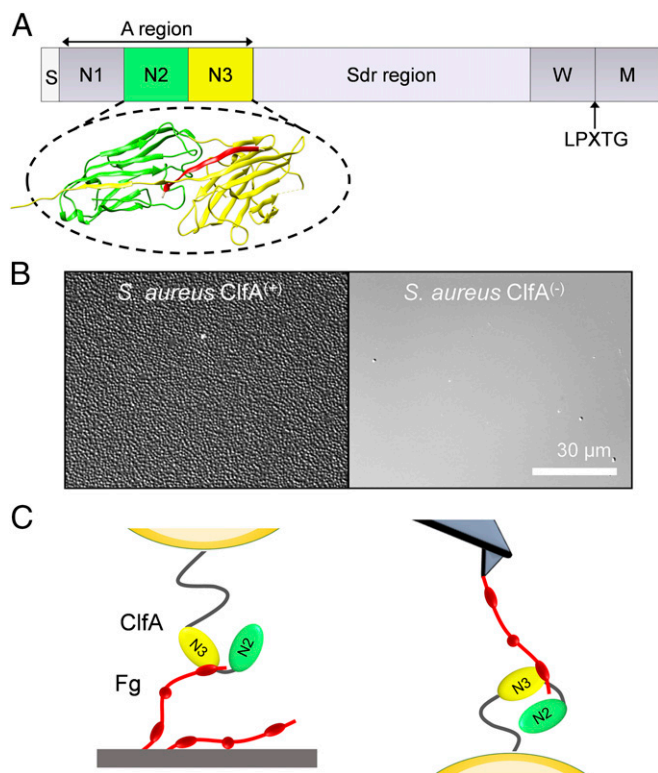 A
A region
S N1 N2 N3 Sdr region W M
LPXTG
B
S. aureus ClfA(+) S. aureus ClfA(-)
30 µm
C
ClfA
N3 N2
Fg
N3
N2